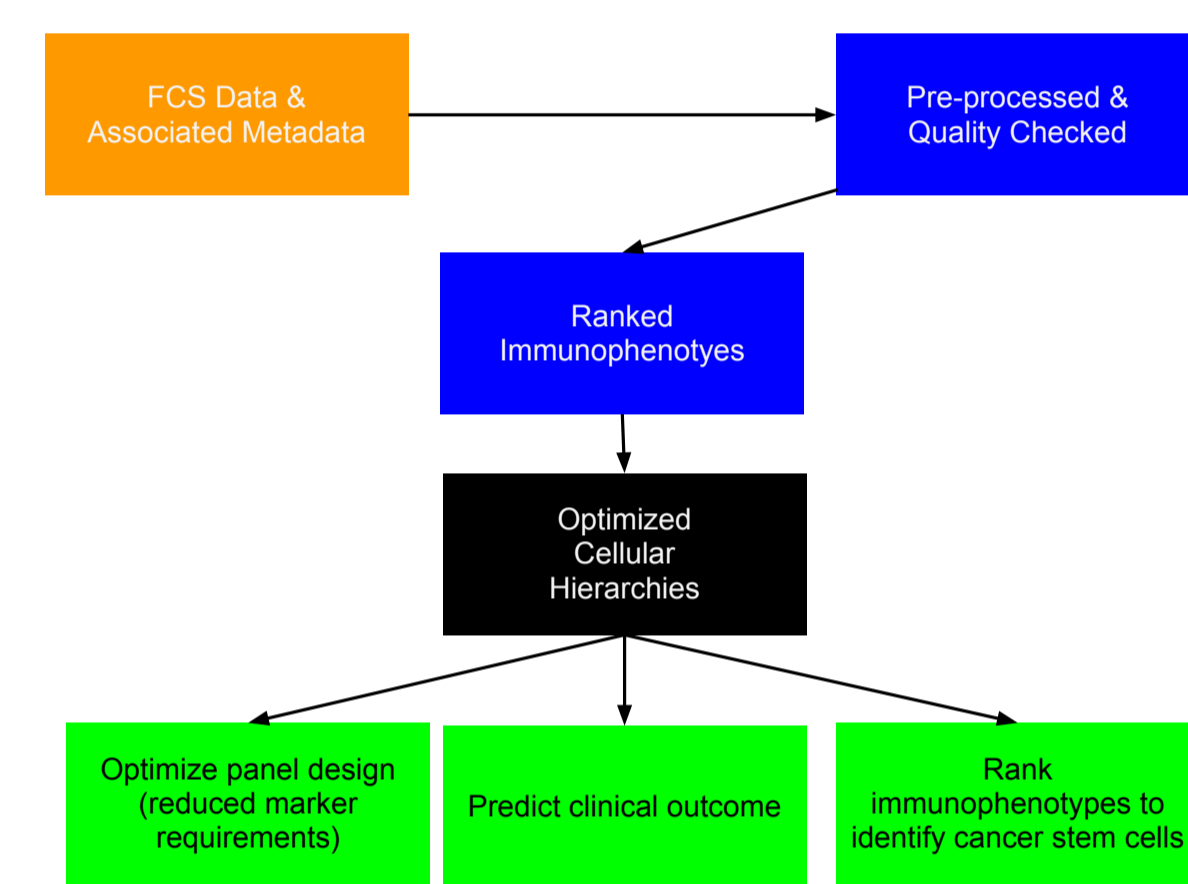 FCS Data &
Associated Metadata
Pre-processed &
Quality Checked
Ranked
Immunophenotyes
Optimized
Cellular
Hierarchies
Optimize panel design
(reduced marker
requirements)
Predict clinical outcome
Rank
immunophenotypes to
identify cancer stem cells